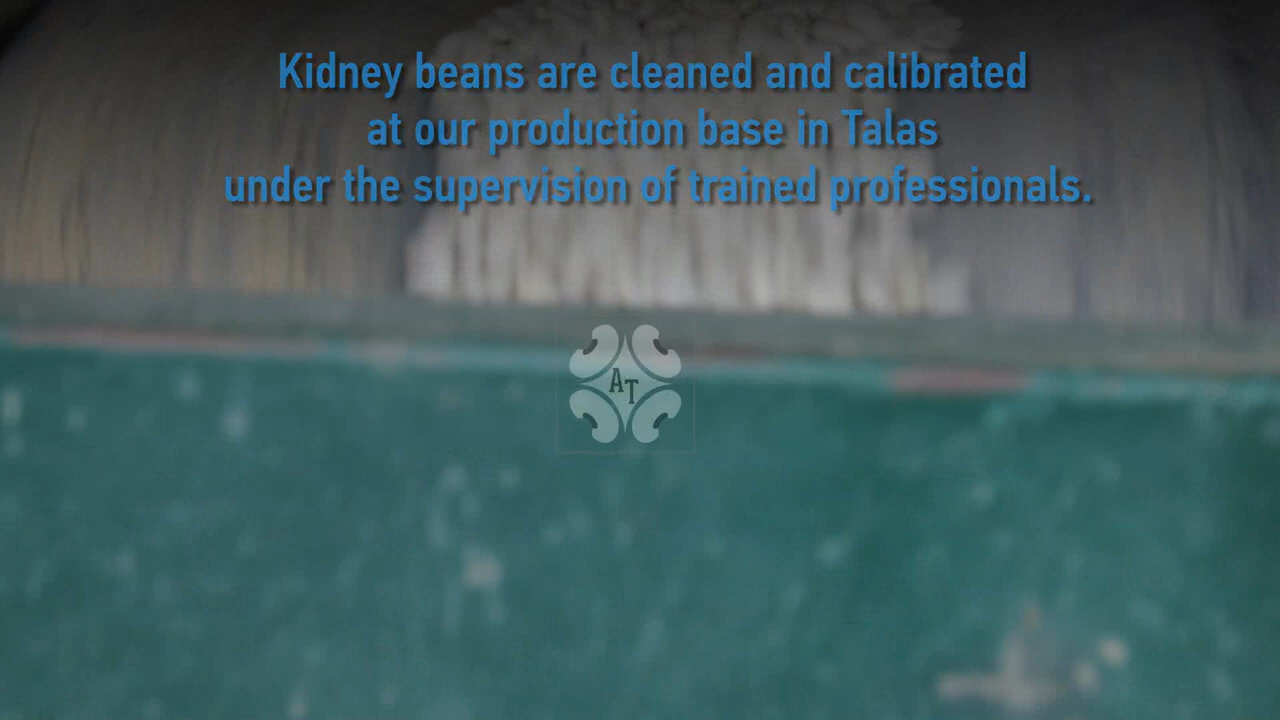 Kidney beans are cleaned and calibrated
at our production base in Talas
under the supervision of trained professionals.
AT